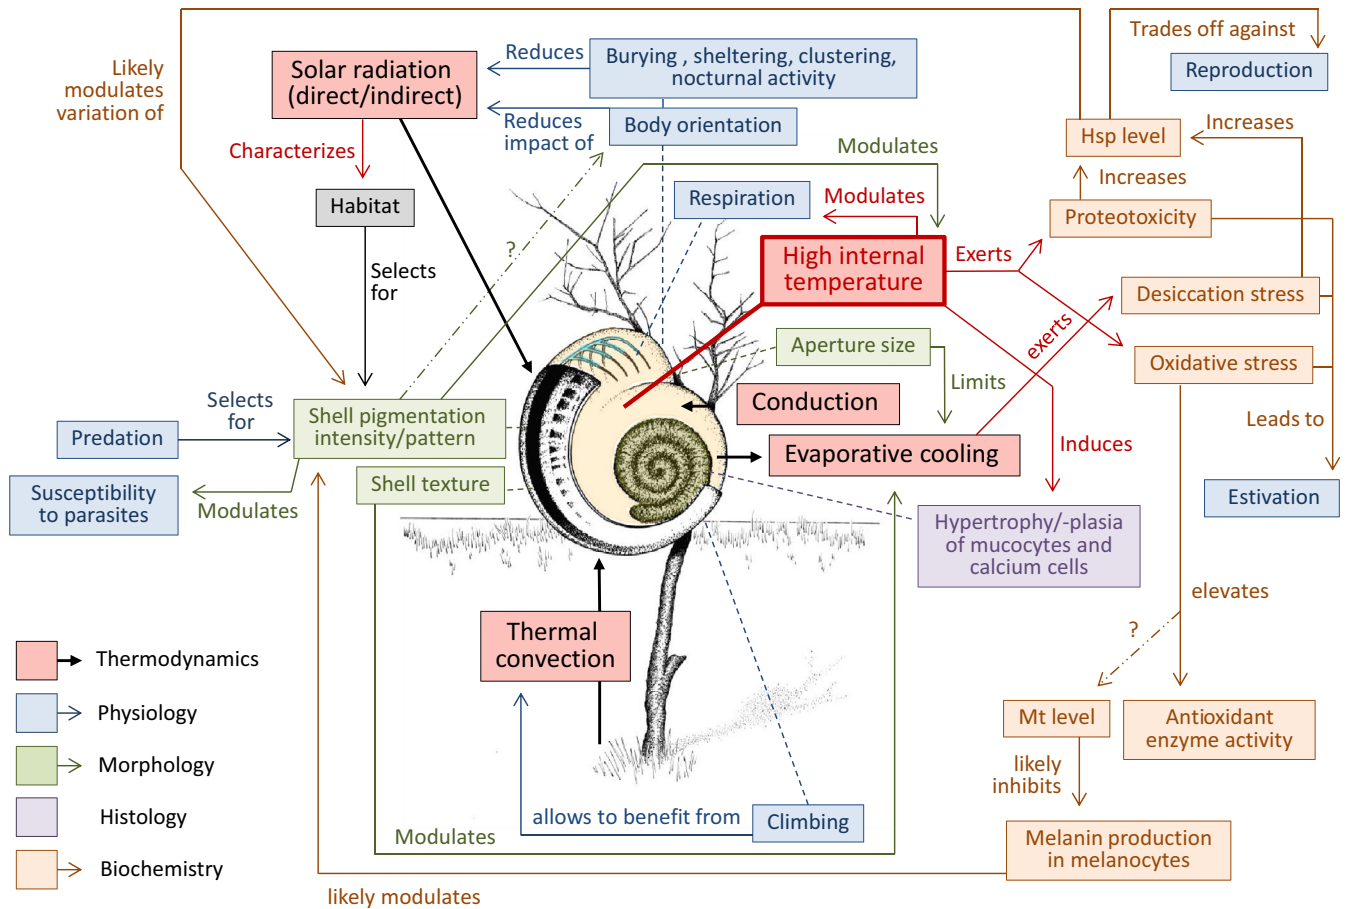 Trades off against
Reproduction
Likely
modulates
variation of
Solar radiation
(direct/indirect)
Reduces
Burying , sheltering, clustering,
nocturnal activity
Reduces
impact of
Body orientation
Hsp level
Increases
Characterizes
Modulates
Increases
Habitat
Respiration
Modulates
Proteotoxicity
?
High internal
temperature
Exerts
Selects
for
Desiccation stress
exerts
Aperture size
Oxidative stress
Limits
Selects
for
Shell pigmentation
intensity/pattern
Conduction
Leads to
Predation
Evaporative cooling
Induces
Shell texture
Susceptibility
to parasites
Modulates
Estivation
Hypertrophy/-plasia
of mucocytes and
calcium cells
elevates
?
Thermal
convection
Thermodynamics
Physiology
Morphology
Histology
Biochemistry
Mt level
Antioxidant
enzyme activity
likely
inhibits
allows to benefit from
Climbing
Modulates
Melanin production
in melanocytes
likely modulates